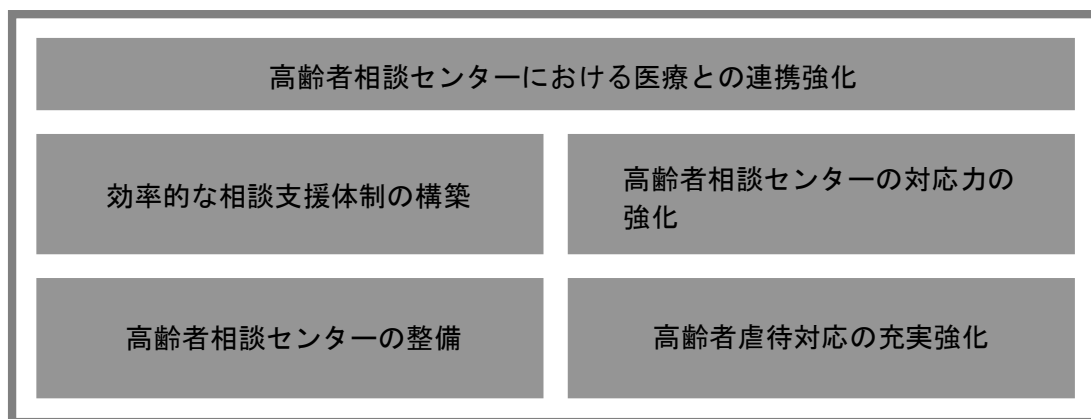 高齢者相談センターにおける医療との連携強化
効率的な相談支援体制の構築
高齢者相談センターの対応力の
強化
高齢者相談センターの整備
高齢者虐待対応の充実強化